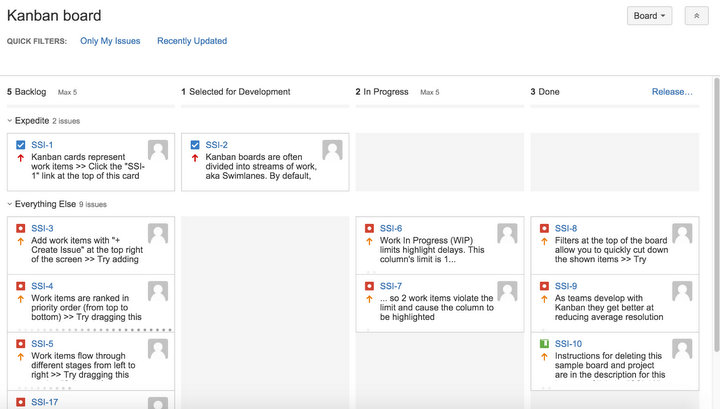 Kanban board
Board
QUICK FILTERS: Only My Issues Recently Updated
5 Backlog Max 5
1 Selected for Development
2 In Progress Max 5
3 Done Release...
Expedite 2 issues
SSI-1
Kanban cards represent
work items >> Click the "SSI-
1" link at the top of this card
SSI-2
Kanban boards are often
divided into streams of work,
aka Swimlanes. By default,
Everything Else 9 issues
SSI-3
Add work items with "+
Create Issue" at the top right
of the screen >> Try adding
SSI-4
Work items are ranked in
priority order (from top to
bottom) >> Try dragging this
SSI-5
Work items flow through
different stages from left to
right >> Try dragging this
SSI-17
SSI-6
Work In Progress (WIP)
limits highlight delays. This
column's limit is 1...
SSI-7
... so 2 work items violate the
limit and cause the column to
be highlighted
SSI-8
Filters at the top of the board
allow you to quickly cut down
the shown items >> Try
SSI-9
As teams develop with
Kanban they get better at
reducing average resolution
SSI-10
Instructions for deleting this
sample board and project
are in the description for this